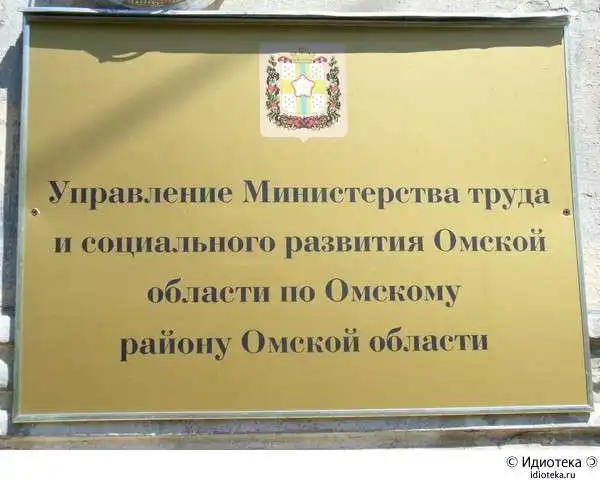 Управление Министерства труда
и социального развития Омской
области по Омскому
району Омской области
© Идиотека
idioteka.ru